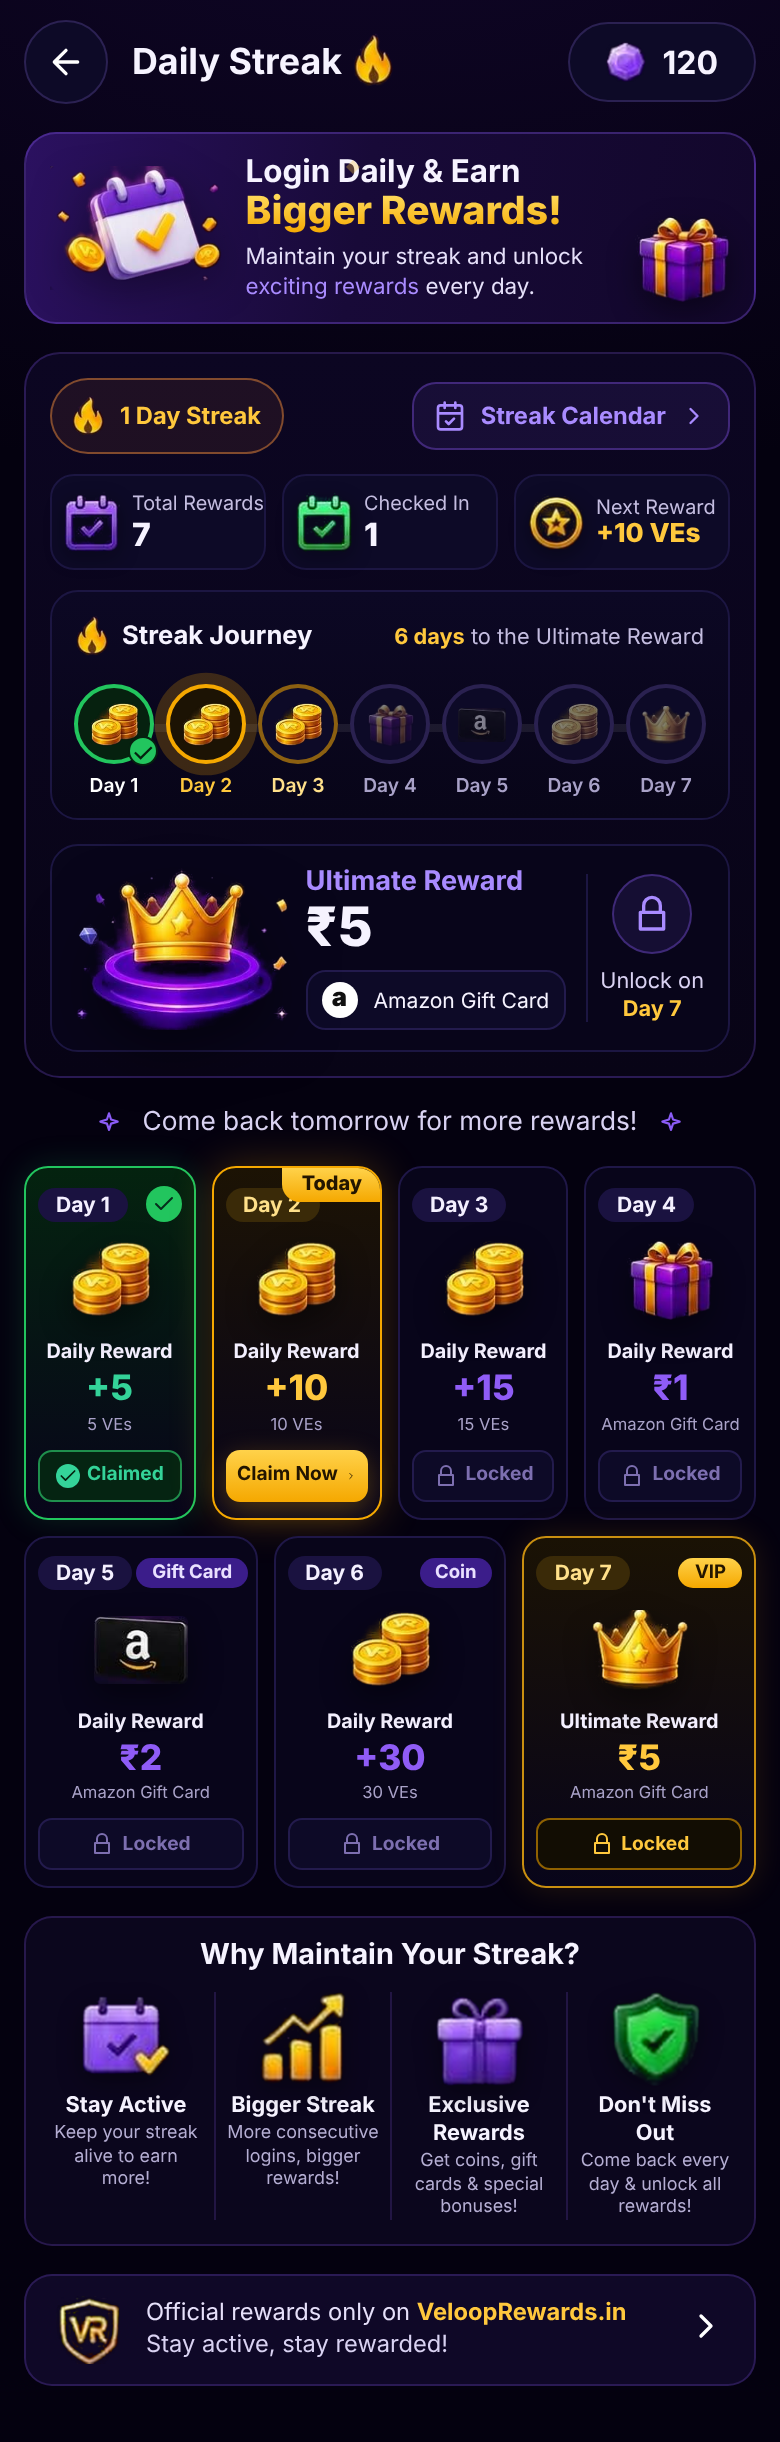 Daily Streak 🔥
120
Login Daily & Earn
Bigger Rewards!
Maintain your streak and unlock
exciting rewards every day.
1 Day Streak
Streak Calendar
Total Rewards
7
Checked In
1
Next Reward
+10 VEs
Streak Journey
6 days to the Ultimate Reward
a
Day 1
Day 2
Day 3
Day 4
Day 5
Day 6
Day 7
Ultimate Reward
₹5
a Amazon Gift Card
Unlock on
Day 7
Come back tomorrow for more rewards!
Day 1
VR
Daily Reward
+5
5 VEs
Claimed
Today
Day 2
VR
Daily Reward
+10
10 VEs
Claim Now
Day 3
VR
Daily Reward
+15
15 VEs
Locked
Day 4
Daily Reward
₹1
Amazon Gift Card
Locked
Day 5
Gift Card
a
Daily Reward
₹2
Amazon Gift Card
Locked
Day 6
Coin
VR
Daily Reward
+30
30 VEs
Locked
Day 7
VIP
Ultimate Reward
₹5
Amazon Gift Card
Locked
Why Maintain Your Streak?
Stay Active
Keep your streak
alive to earn
more!
Bigger Streak
More consecutive
logins, bigger
rewards!
Exclusive
Rewards
Get coins, gift
cards & special
bonuses!
Don't Miss
Out
Come back every
day & unlock all
rewards!
VR
Official rewards only on VeloopRewards.in
Stay active, stay rewarded!